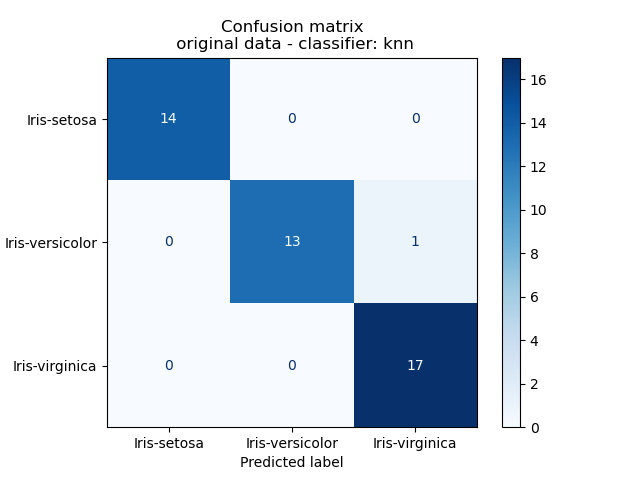 Confusion matrix
original data - classifier: knn
Iris-setosa 14 0 0
Iris-versicolor 0 13 1
Iris-virginica 0 0 17
Iris-setosa Iris-versicolor Iris-virginica
Predicted label
16
14
12
10
8
6
4
2
0